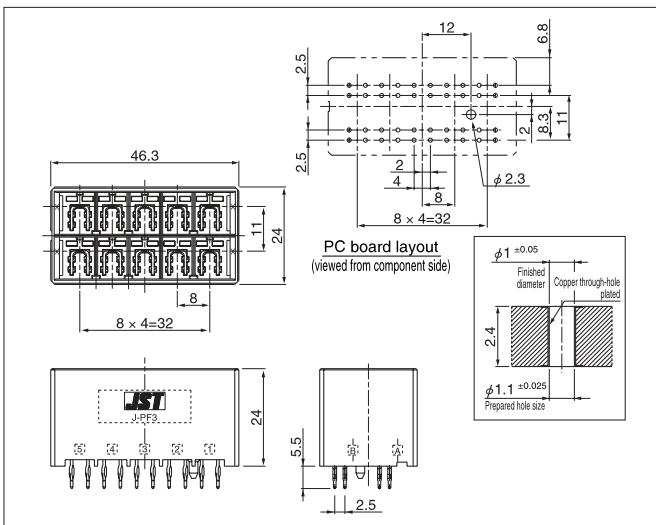 12
6.8
2.5
2.5
8.3
11
2
2
4
8
φ 2.3
8 × 4=32
PC board layout
(viewed from component side)
46.3
11
24
8
8 × 4=32
φ1 ±0.05
Finished
diameter
Copper through-hole
plated
2.4
φ1.1 ±0.025
Prepared hole size
JST
J-PF3
5 4 3 2 1
24
B A
5.5
2.5